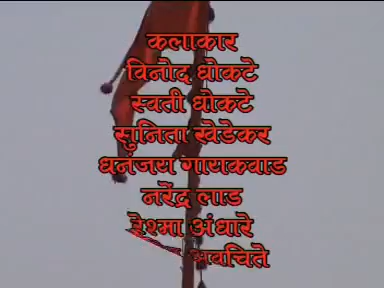 कलाकार
विनोद धोकटे
स्वती धोकटे
सुनिता खेडेकर
धनंजय गायकवाड
नरेंद्र लाड
रेश्मा अंधारे
अवचिते